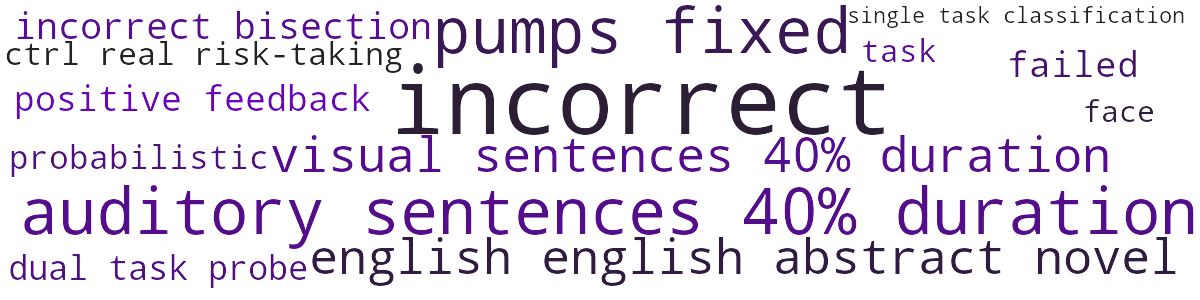 incorrect bisection
pumps fixed
single task classification
ctrl real risk-taking
task
failed
positive feedback
incorrect
face
probabilistic
visual sentences 40% duration
auditory sentences 40% duration
dual task probe
english english abstract novel